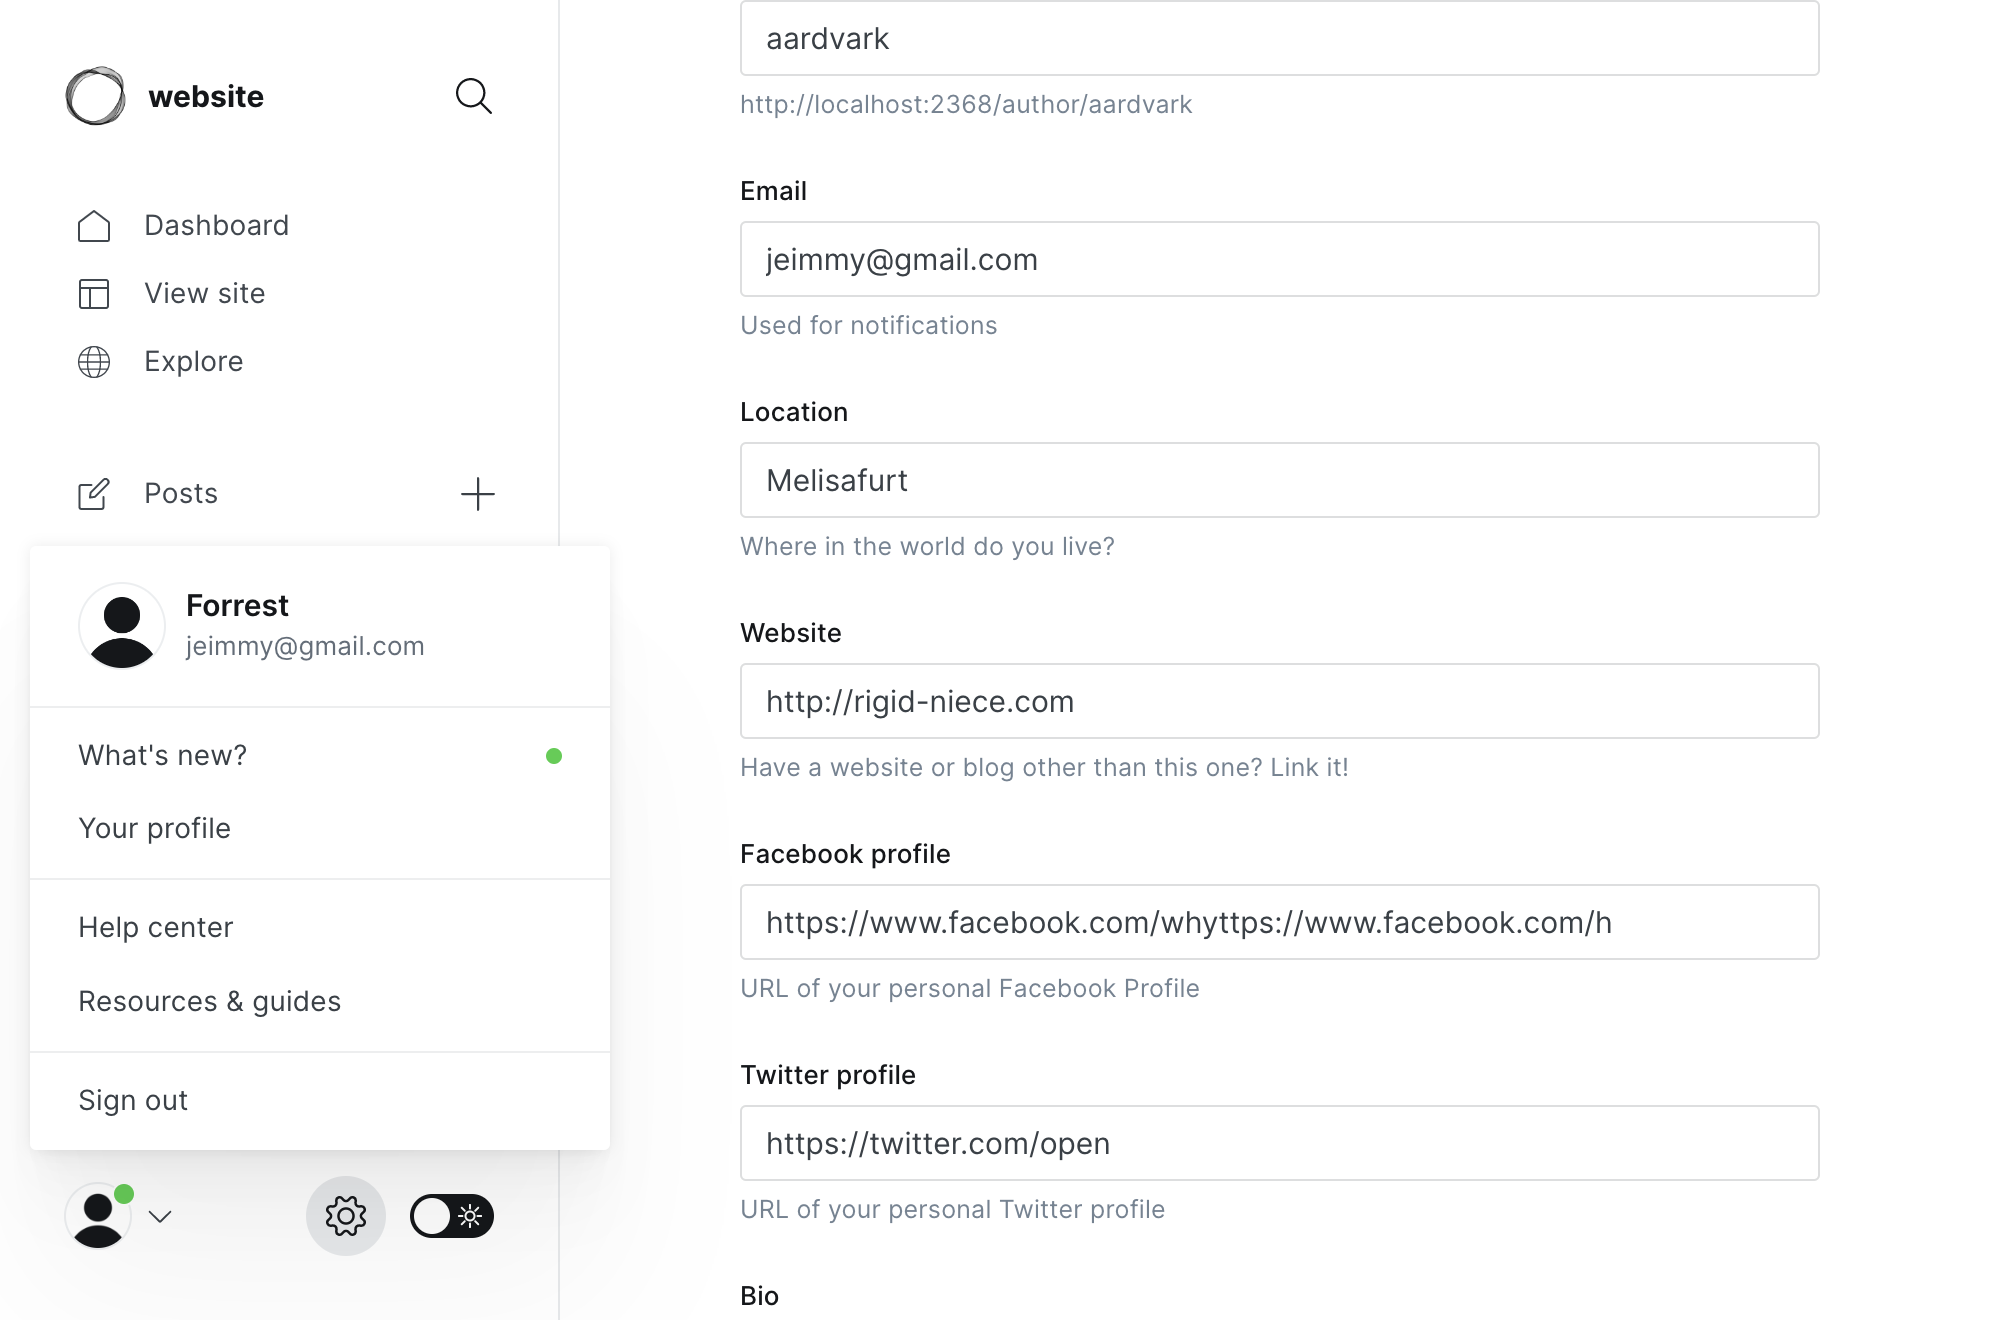 website
Dashboard
View site
Explore
Posts
Forrest
jeimmy@gmail.com
What's new?
Your profile
Help center
Resources & guides
Sign out
aardvark
http://localhost:2368/author/aardvark
Email
jeimmy@gmail.com
Used for notifications
Location
Melisafurt
Where in the world do you live?
Website
http://rigid-niece.com
Have a website or blog other than this one? Link it!
Facebook profile
https://www.facebook.com/whyttps://www.facebook.com/h
URL of your personal Facebook Profile
Twitter profile
https://twitter.com/open
URL of your personal Twitter profile
Bio